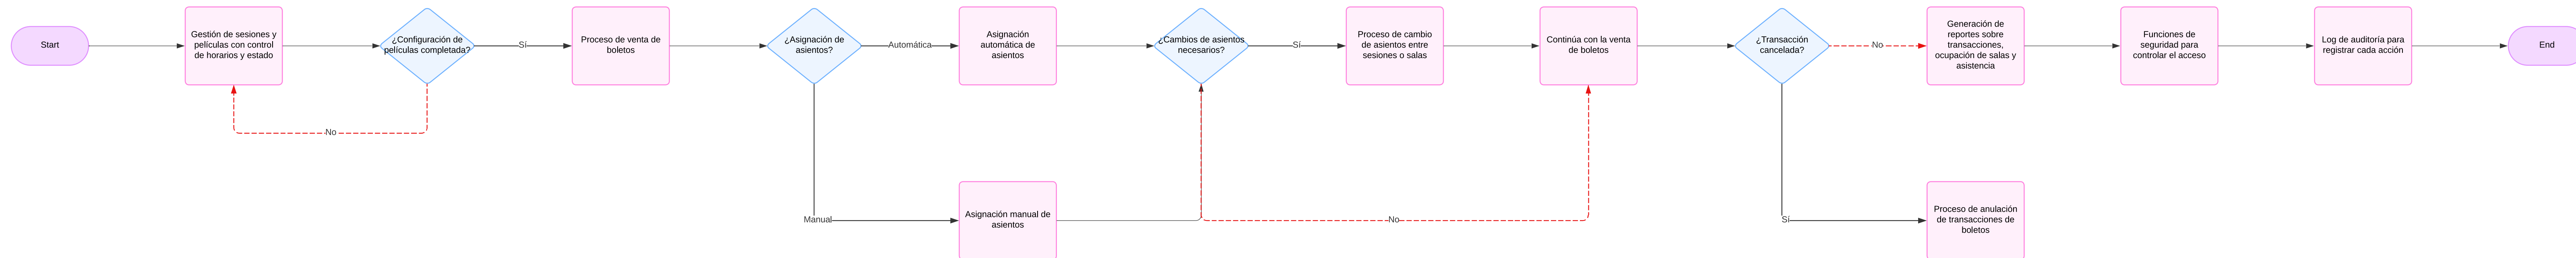 Start
Gestión de sesiones y
películas con control
de horarios y estado
¿Configuración de
películas completada?
No
Sí
Proceso de venta de
boletos
¿Asignación de
asientos?
Automática
Manual
Asignación
automática de
asientos
Asignación manual de
asientos
¿Cambios de asientos
necesarios?
Sí
No
Proceso de cambio
de asientos entre
sesiones o salas
Continúa con la venta
de boletos
¿Transacción
cancelada?
No
Sí
Generación de
reportes sobre
transacciones,
ocupación de salas y
asistencia
Proceso de anulación
de transacciones de
boletos
Funciones de
seguridad para
controlar el acceso
Log de auditoría para
registrar cada acción
End